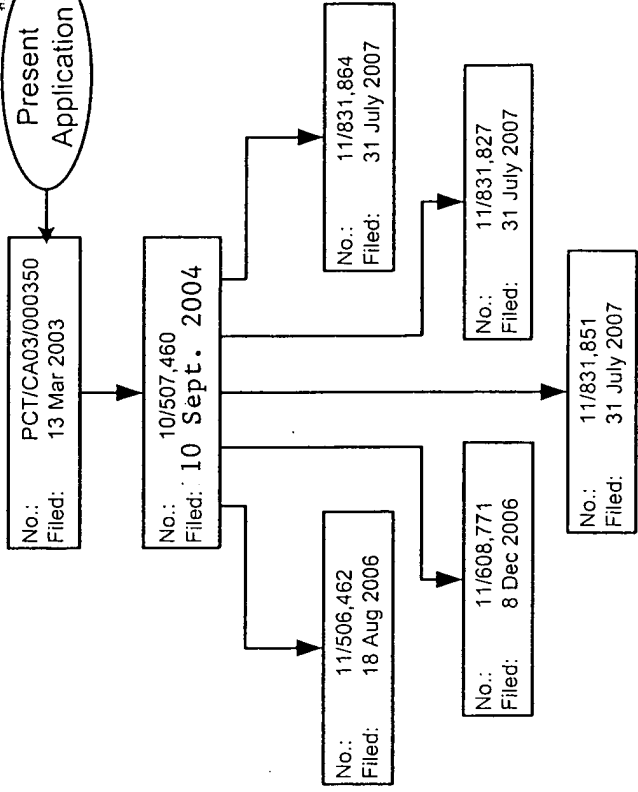 Present
Application
No.: PCT/CA03/000350
Filed: 13 Mar 2003
No.: 10/507,460
Filed: 10 Sept. 2004
No.: 11/506,462
Filed: 18 Aug 2006
No.: 11/608,771
Filed: 8 Dec 2006
No.: 11/831,851
Filed: 31 July 2007
No.: 11/831,827
Filed: 31 July 2007
No.: 11/831,864
Filed: 31 July 2007